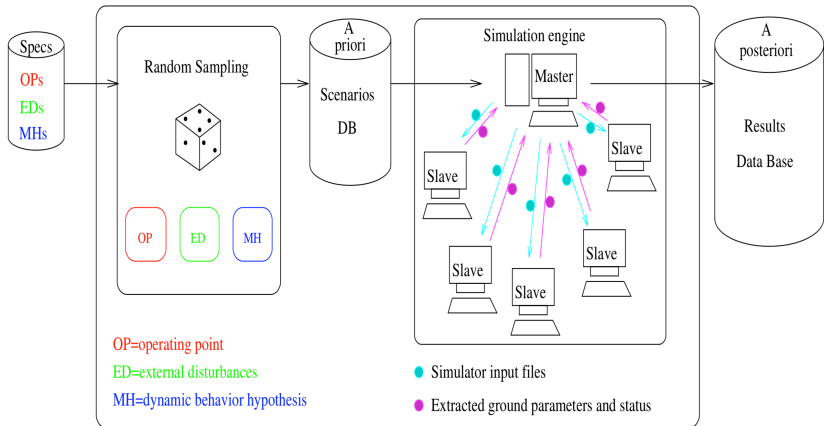 Specs
OPs
EDs
MHs
Random Sampling
OP
ED
MH
A
priori
Scenarios
DB
Simulation engine
Master
Slave
Slave
Slave
Slave
Slave
A
posteriori
Results
Data Base
OP=operating point
ED=external disturbances
MH=dynamic behavior hypothesis
Simulator input files
Extracted ground parameters and status